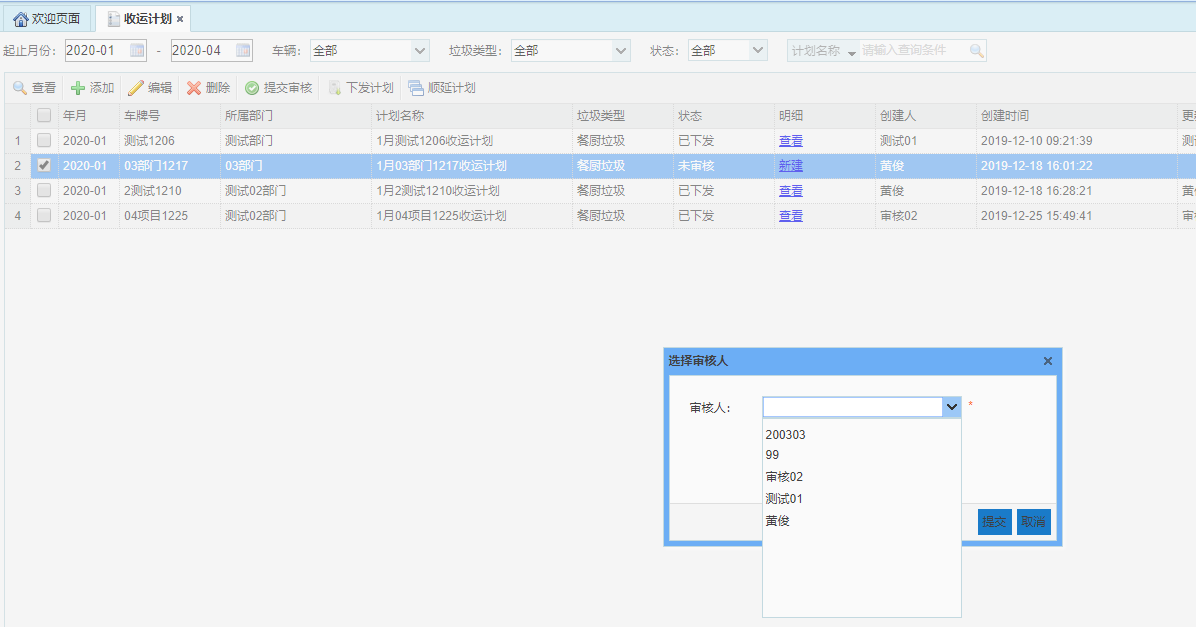 欢迎页面 收运计划
起止月份: 2020-01 - 2020-04 车辆: 全部 垃圾类型: 全部 状态: 全部 计划名称 请输入查询条件
查看 添加 编辑 删除 提交审核 下发计划 顺延计划
年月 车牌号 所属部门 计划名称 垃圾类型 状态 明细 创建人 创建时间
1 2020-01 测试1206 测试部门 1月测试1206收运计划 餐厨垃圾 已下发 查看 测试01 2019-12-10 09:21:39 测
2 2020-01 03部门1217 03部门 1月03部门1217收运计划 餐厨垃圾 未审核 新建 黄俊 2019-12-18 16:01:22
3 2020-01 2测试1210 测试02部门 1月2测试1210收运计划 餐厨垃圾 已下发 查看 黄俊 2019-12-18 16:28:21 黄
4 2020-01 04项目1225 测试02部门 1月04项目1225收运计划 餐厨垃圾 已下发 查看 审核02 2019-12-25 15:49:41 审
选择审核人
审核人: *
200303
99
审核02
测试01
黄俊
提交 取消